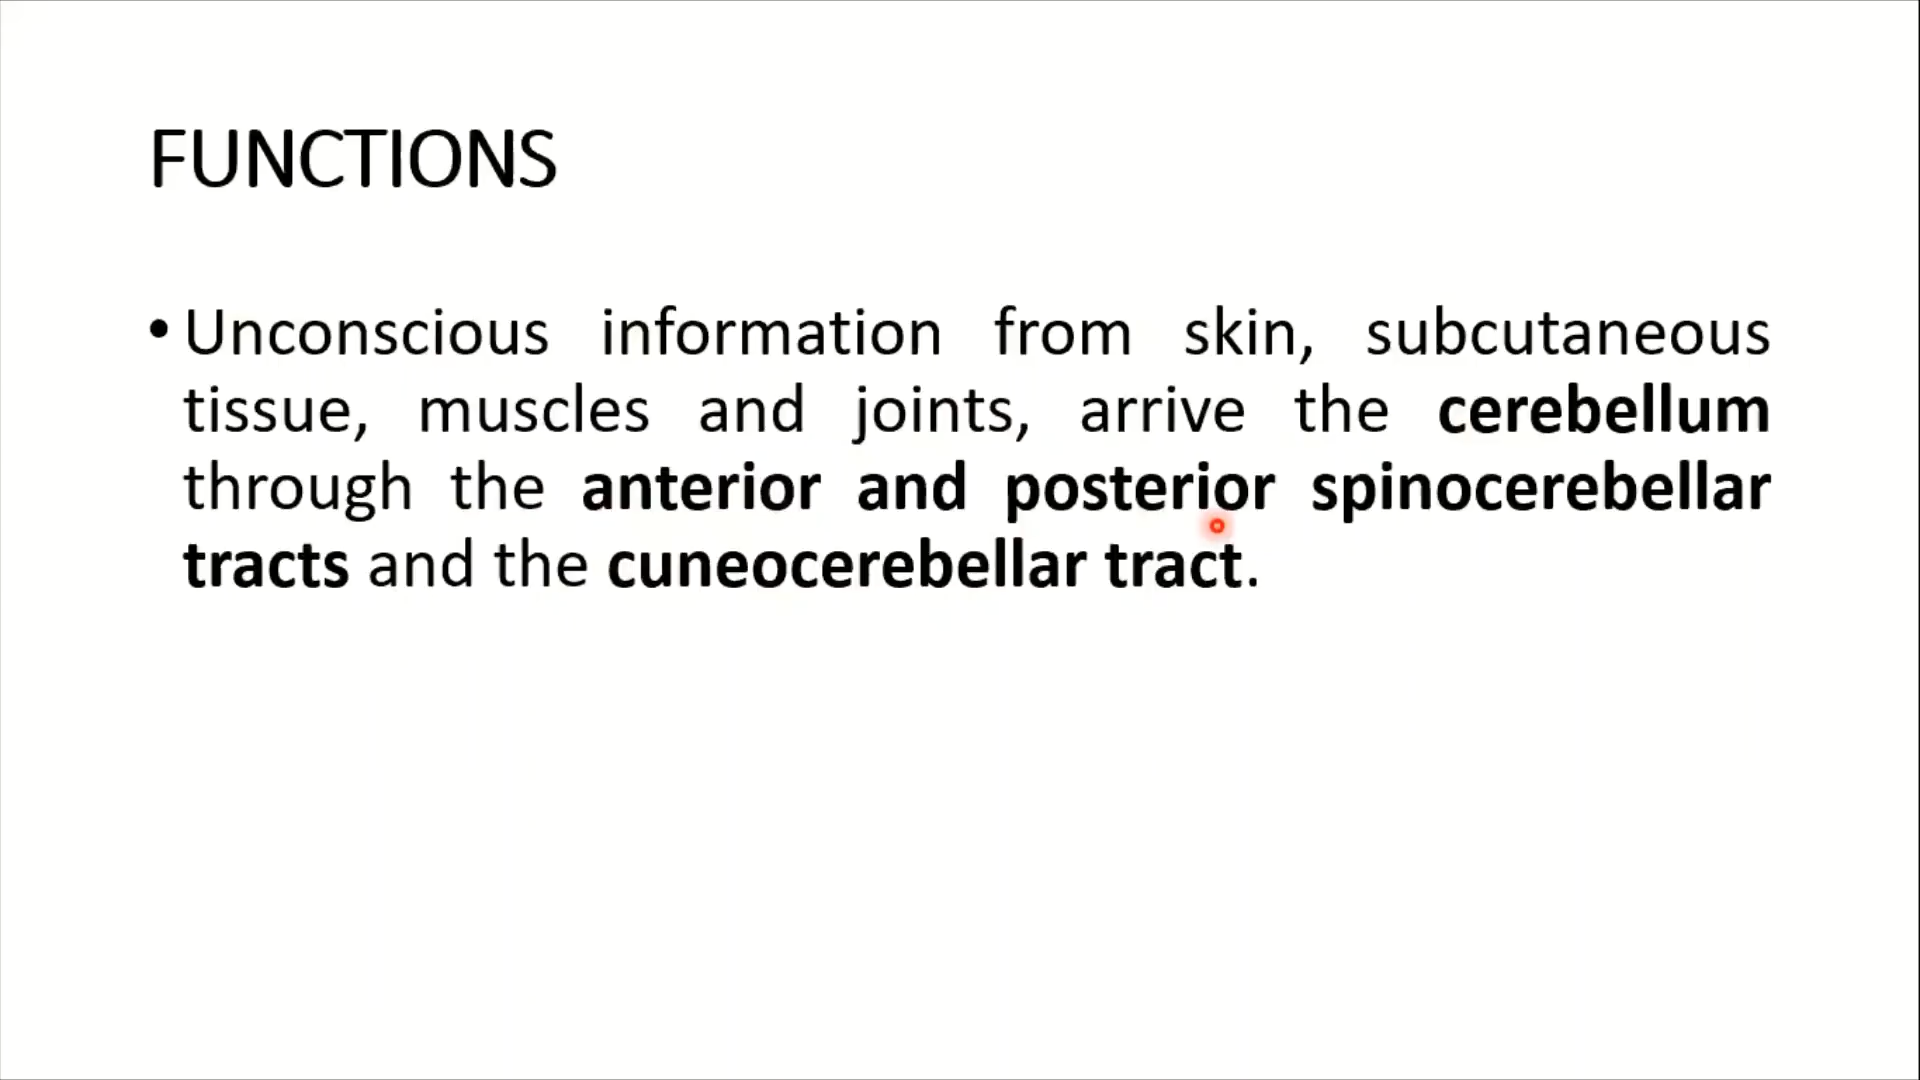 FUNCTIONS
• Unconscious information from skin, subcutaneous
tissue, muscles and joints, arrive the cerebellum
through the anterior and posterior spinocerebellar
tracts and the cuneocerebellar tract.